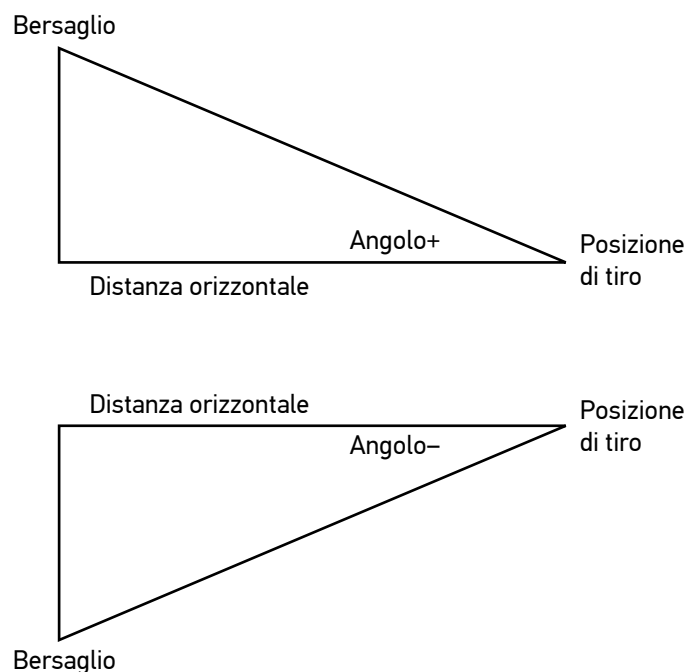 Bersaglio
Angolo+
Posizione
di tiro
Distanza orizzontale
Distanza orizzontale
Posizione
di tiro
Angolo–
Bersaglio